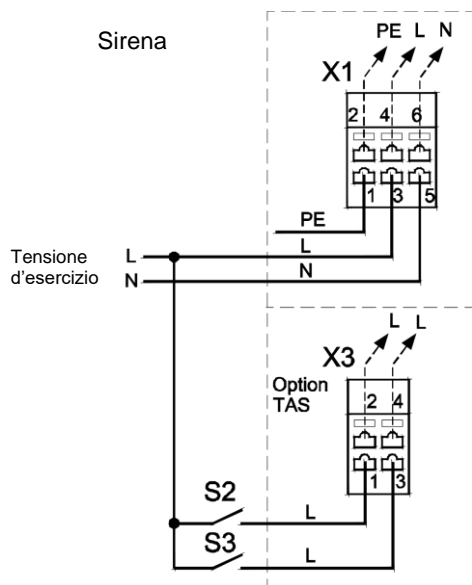 Sirena
PE L N
X1
2 4 6
1 3 5
PE
Tensione
d'esercizio
L
L
N
N
L L
X3
Option
TAS
2 4
1 3
S2
L
S3
L